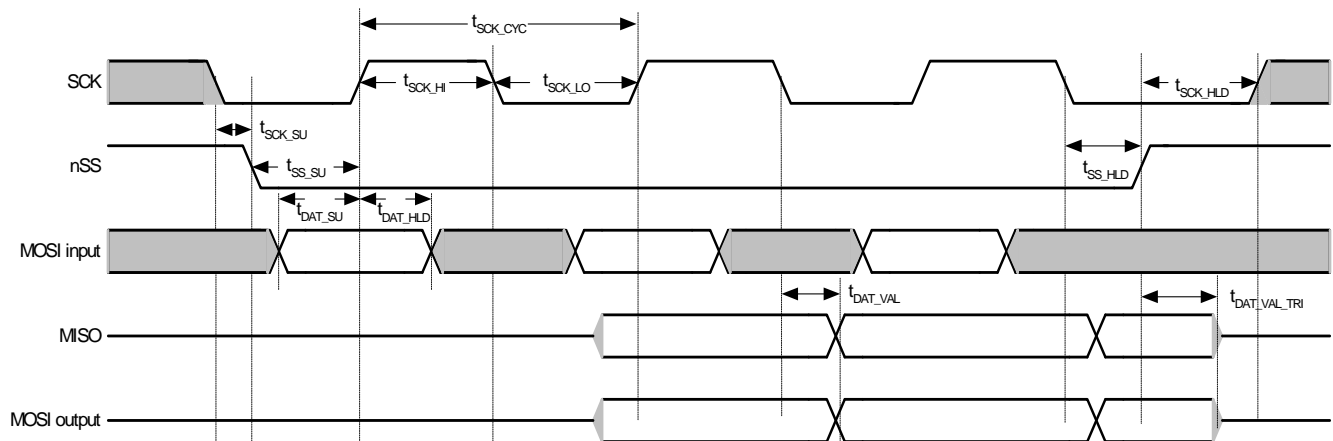 tSCK_CYC
SCK
tSCK_HI
tSCK_LO
tSCK_HLD
tSCK_SU
nSS
tSS_SU
tSS_HLD
tDAT_SU
tDAT_HLD
MOSI input
tDAT_VAL
tDAT_VAL_TRI
MISO
MOSI output